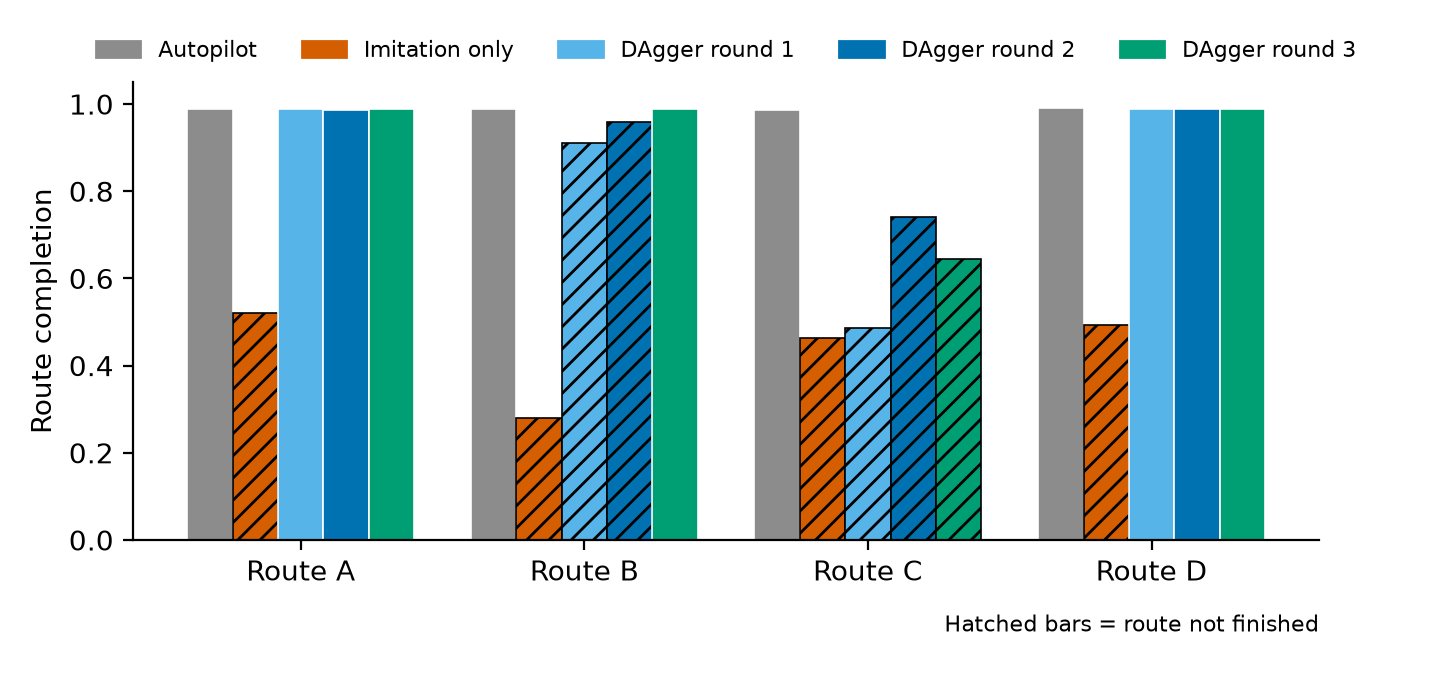 Autopilot Imitation only DAgger round 1 DAgger round 2 DAgger round 3
Route completion
1.0
0.8
0.6
0.4
0.2
0.0
Route A Route B Route C Route D
Hatched bars = route not finished